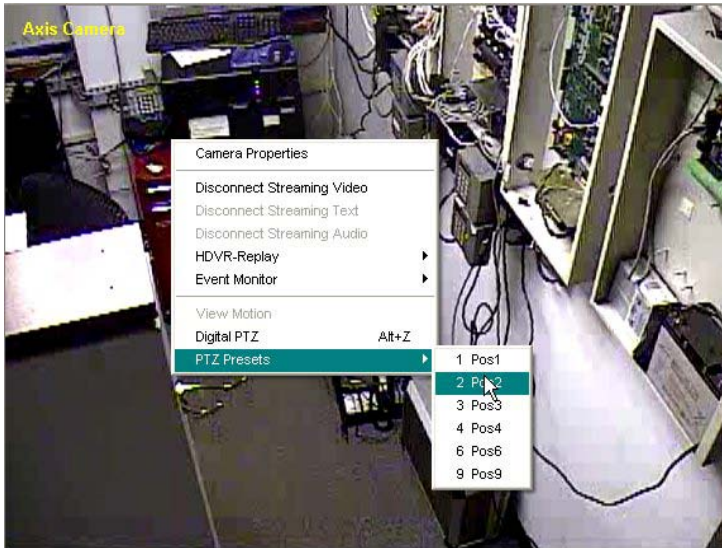 Axis Camera
Camera Properties
Disconnect Streaming Video
Disconnect Streaming Text
Disconnect Streaming Audio
HDVR-Replay
Event Monitor
View Motion
Digital PTZ Alt+Z
PTZ Presets
1 Pos1
2 Pos2
3 Pos3
4 Pos4
6 Pos6
9 Pos9